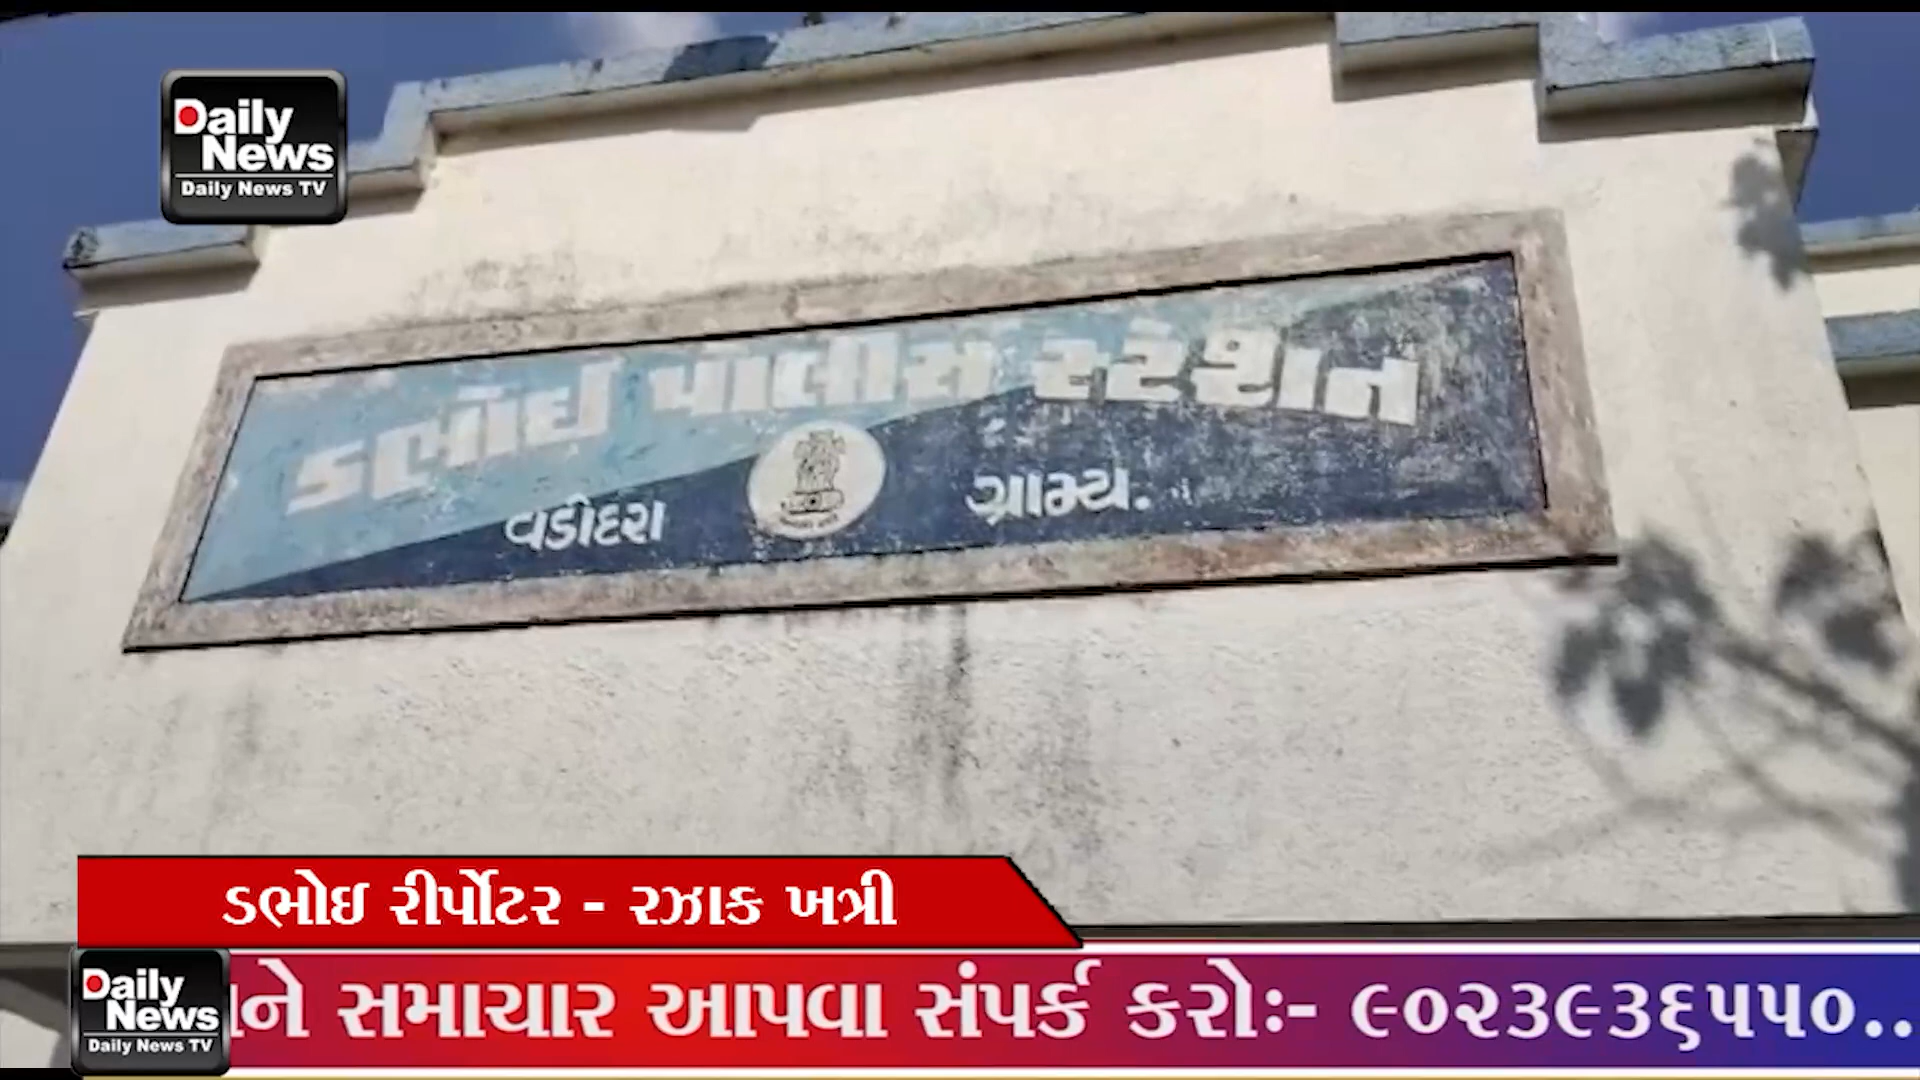 Daily
News
Daily News TV
ડભોઈ પોલીસ સ્ટેશન
વડોદરા ગ્રામ્ય.
ડભોઇ રીર્પોટર - રઝાક ખત્રી
Daily
News
Daily News TV
ને સમાચાર આપવા સંપર્ક કરોઃ- ૯૦૨૩૯૩૬૫૫૦..